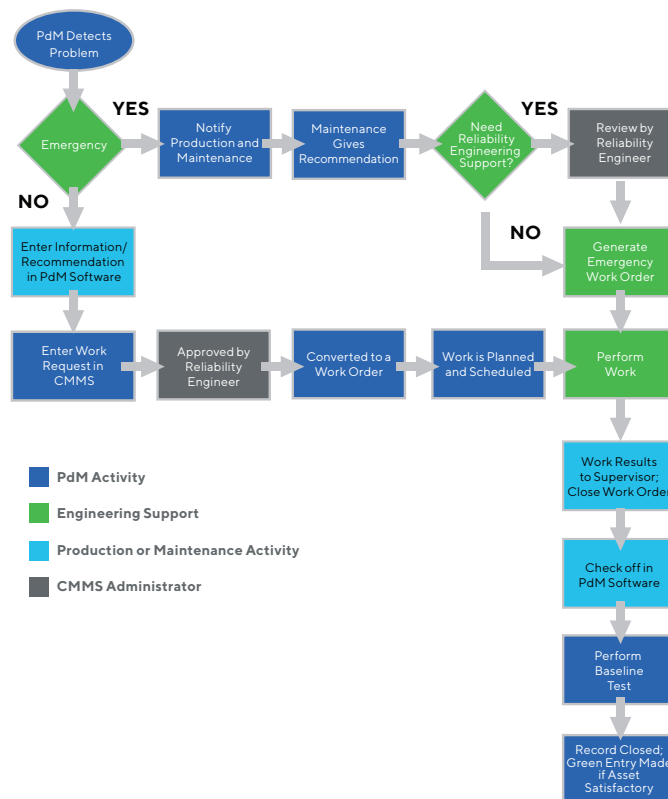 PdM Detects
Problem
Emergency
YES
Notify
Production and
Maintenance
Maintenance
Gives
Recommendation
Need
Reliability
Engineering
Support?
YES
Review by
Reliability
Engineer
NO
NO
Enter Information/
Recommendation
in PdM Software
Generate
Emergency
Work Order
Enter Work
Request in
CMMS
Approved by
Reliability
Engineer
Converted to a
Work Order
Work is Planned
and Scheduled
Perform
Work
Work Results
to Supervisor;
Close Work Order
Check off in
PdM Software
Perform
Baseline
Test
Record Closed;
Green Entry Made
if Asset
Satisfactory
PdM Activity
Engineering Support
Production or Maintenance Activity
CMMS Administrator